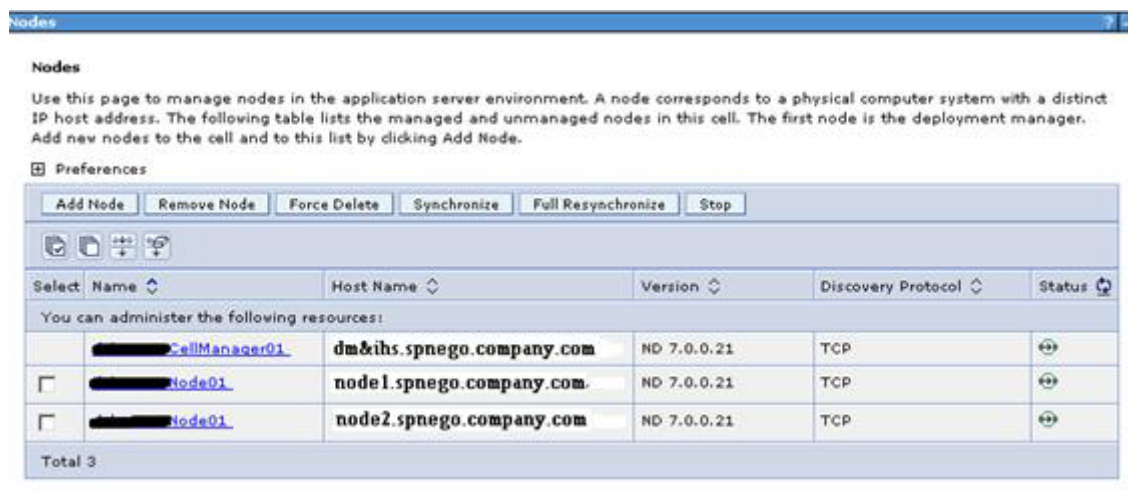 Nodes ? -
Nodes
Use this page to manage nodes in the application server environment. A node corresponds to a physical computer system with a distinct
IP host address. The following table lists the managed and unmanaged nodes in this cell. The first node is the deployment manager.
Add new nodes to the cell and to this list by clicking Add Node.
Preferences
Add Node Remove Node Force Delete Synchronize Full Resynchronize Stop
Select Name Host Name Version Discovery Protocol Status
You can administer the following resources:
CellManager01 dm&ihs.spnego.company.com ND 7.0.0.21 TCP
Node01 node1.spnego.company.com. ND 7.0.0.21 TCP
Node01 node2.spnego.company.com ND 7.0.0.21 TCP
Total 3